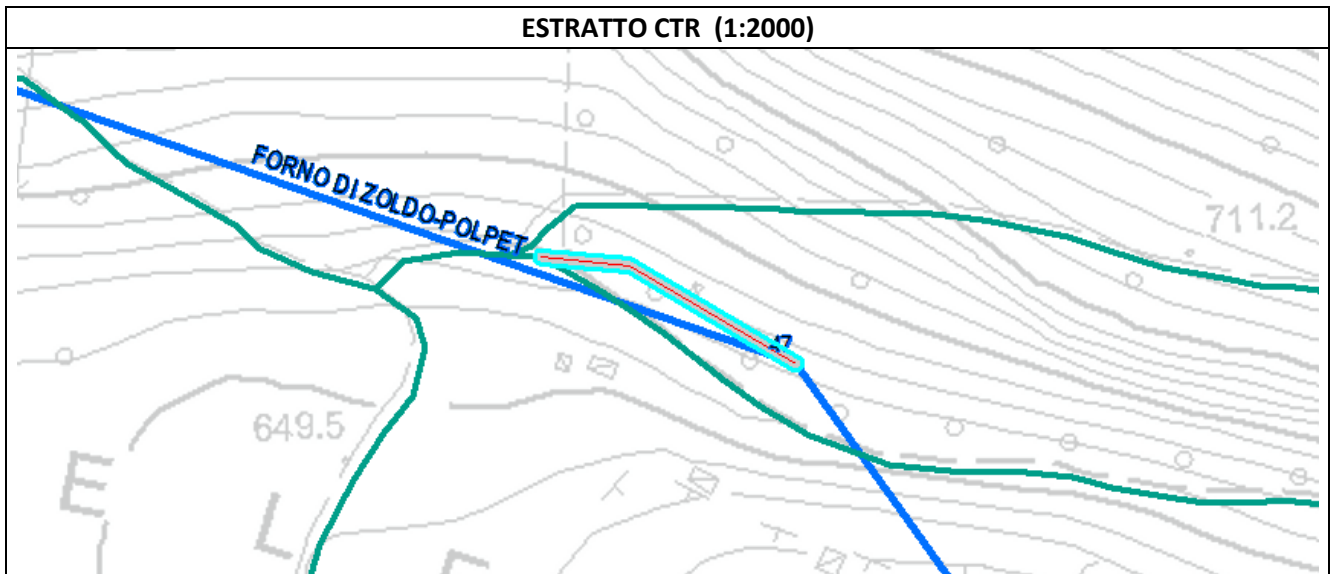 ESTRATTO CTR (1:2000)
FORNO DI ZOLDO-POLPET
711.2
649.5
E
L